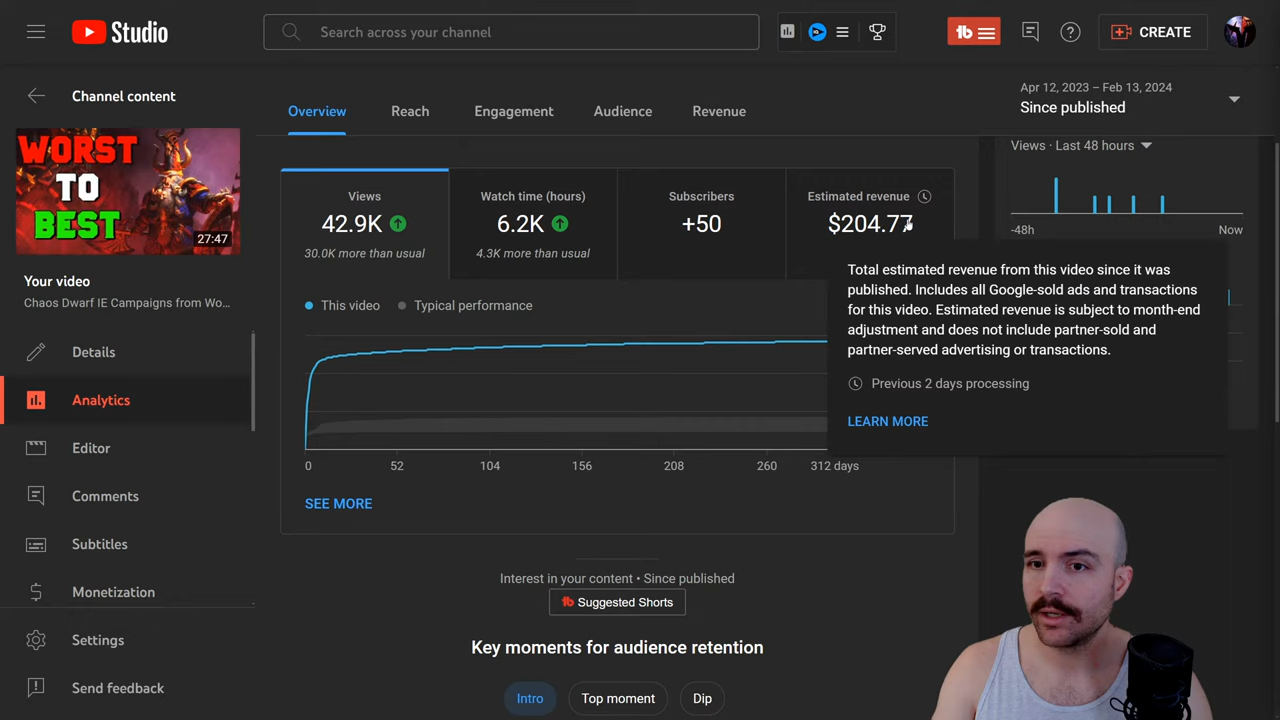 Studio
Search across your channel
CREATE
Channel content
WORST
TO
BEST
27:47
Your video
Chaos Dwarf IE Campaigns from Wo...
Details
Analytics
Editor
Comments
Subtitles
Monetization
Settings
Send feedback
Overview
Reach
Engagement
Audience
Revenue
Apr 12, 2023 – Feb 13, 2024
Since published
Views
42.9K
30.0K more than usual
Watch time (hours)
6.2K
4.3K more than usual
Subscribers
+50
Estimated revenue
$204.77
Views · Last 48 hours
-48h
Now
Total estimated revenue from this video since it was
published. Includes all Google-sold ads and transactions
for this video. Estimated revenue is subject to month-end
adjustment and does not include partner-sold and
partner-served advertising or transactions.
Previous 2 days processing
LEARN MORE
This video
Typical performance
0 52 104 156 208 260 312 days
SEE MORE
Interest in your content • Since published
tb Suggested Shorts
Key moments for audience retention
Intro
Top moment
Dip